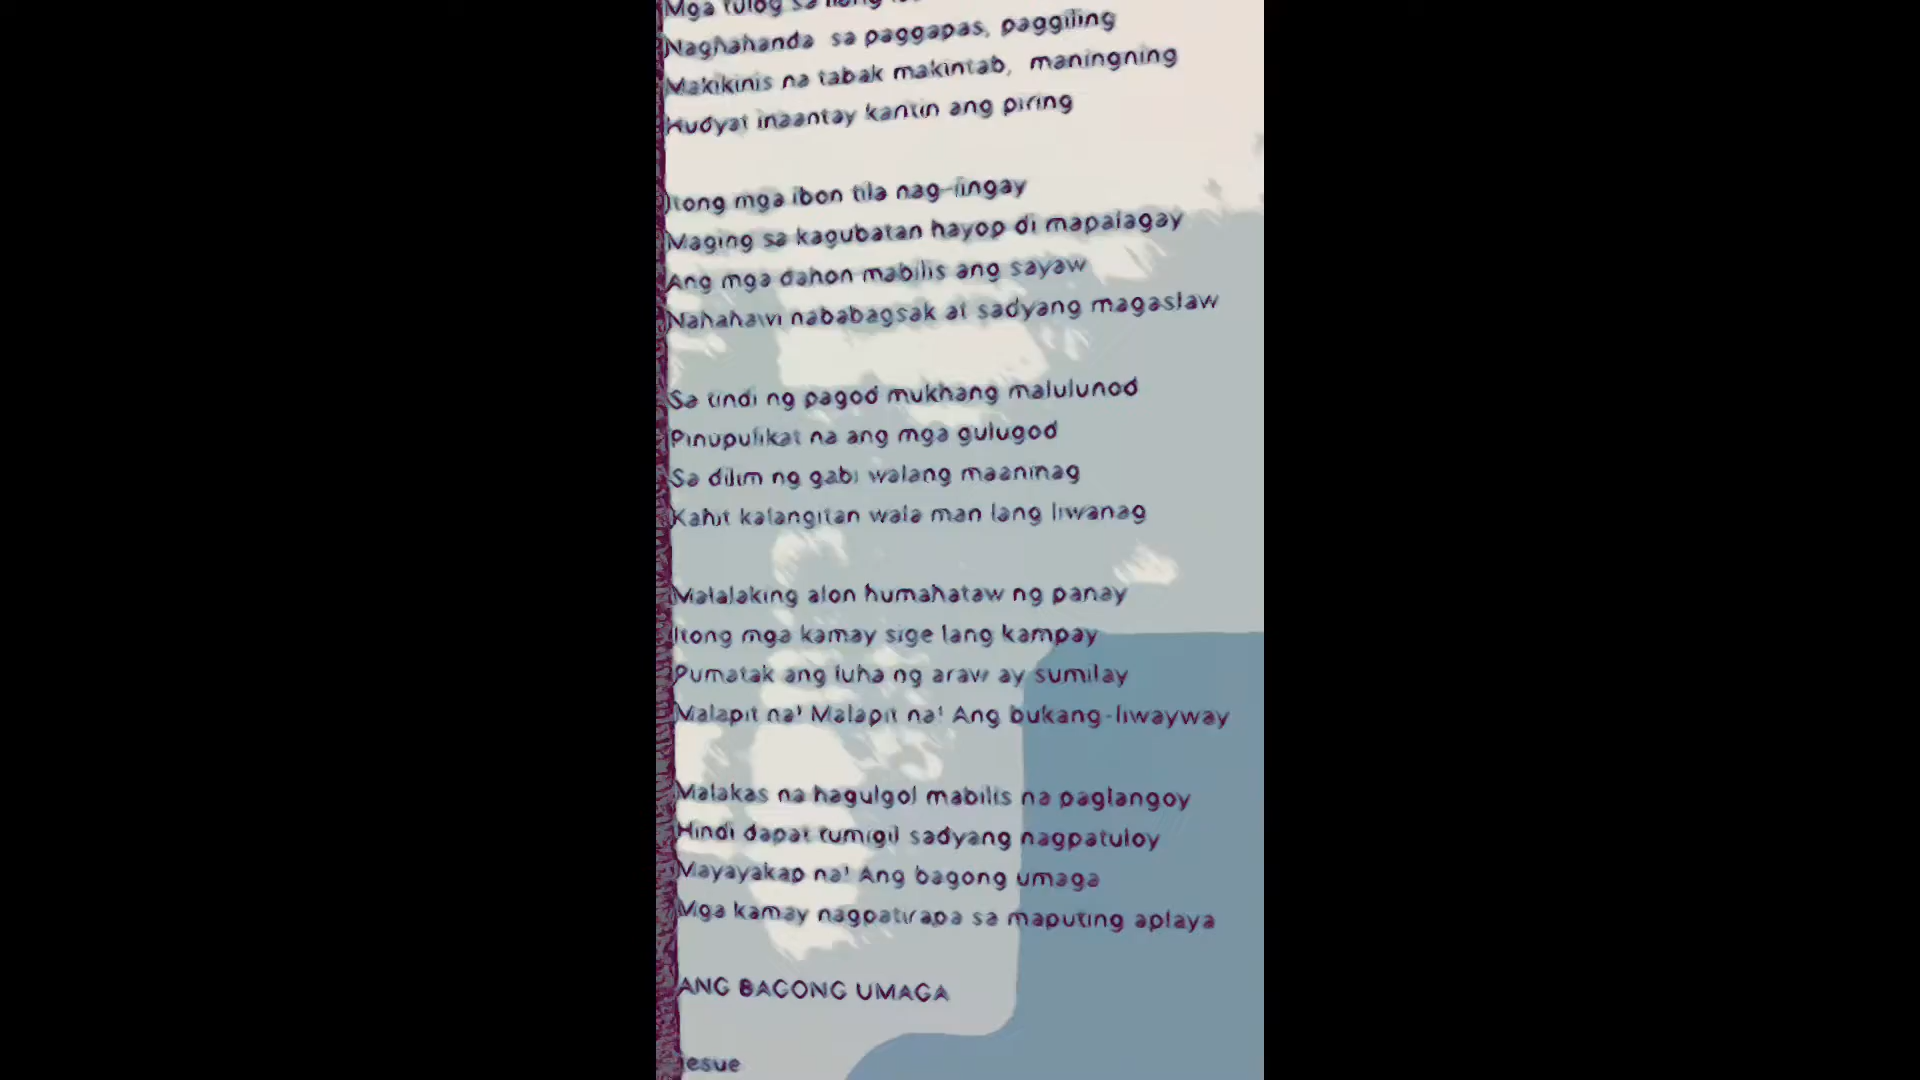 Mga tulog sa
Naghahanda sa paggapas, paggiling
Makikinis na tabak makintab, maningning
Hudyat inaantay kantin ang piring
Itong mga ibon tila nag-iingay
Maging sa kagubatan hayop di mapalagay
Ang mga dahon mabilis ang sayaw
Nahahawi nababagsak at sadyang magaslaw
Sa tindi ng pagod mukhang malulunod
Pinupulikat na ang mga gulugod
Sa dilim ng gabi walang maaninag
Kahit kalangitan wala man lang liwanag
Malalaking alon humahataw ng panay
Itong mga kamay sige lang kampay
Pumatak ang luha ng araw ay sumilay
Malapit na! Malapit na! Ang bukang-liwayway
Malakas na hagulgol mabilis na paglangoy
Hindi dapat tumigil sadyang nagpatuloy
Mayayakap na! Ang bagong umaga
Mga kamay nagpatirapa sa maputing aplaya
ANG BAGONG UMAGA